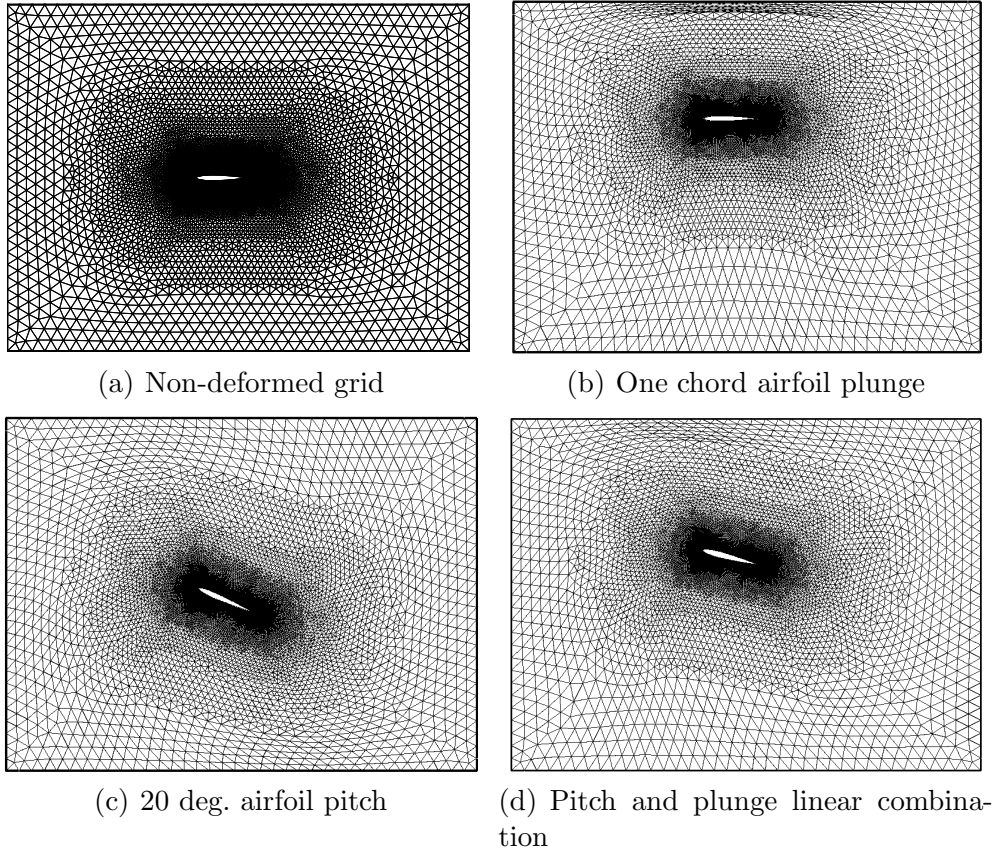 (a) Non-deformed grid
(b) One chord airfoil plunge
(c) 20 deg. airfoil pitch
(d) Pitch and plunge linear combina-
tion